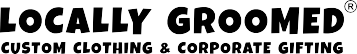 LOCALLY GROOMED®
CUSTOM CLOTHING & CORPORATE GIFTING